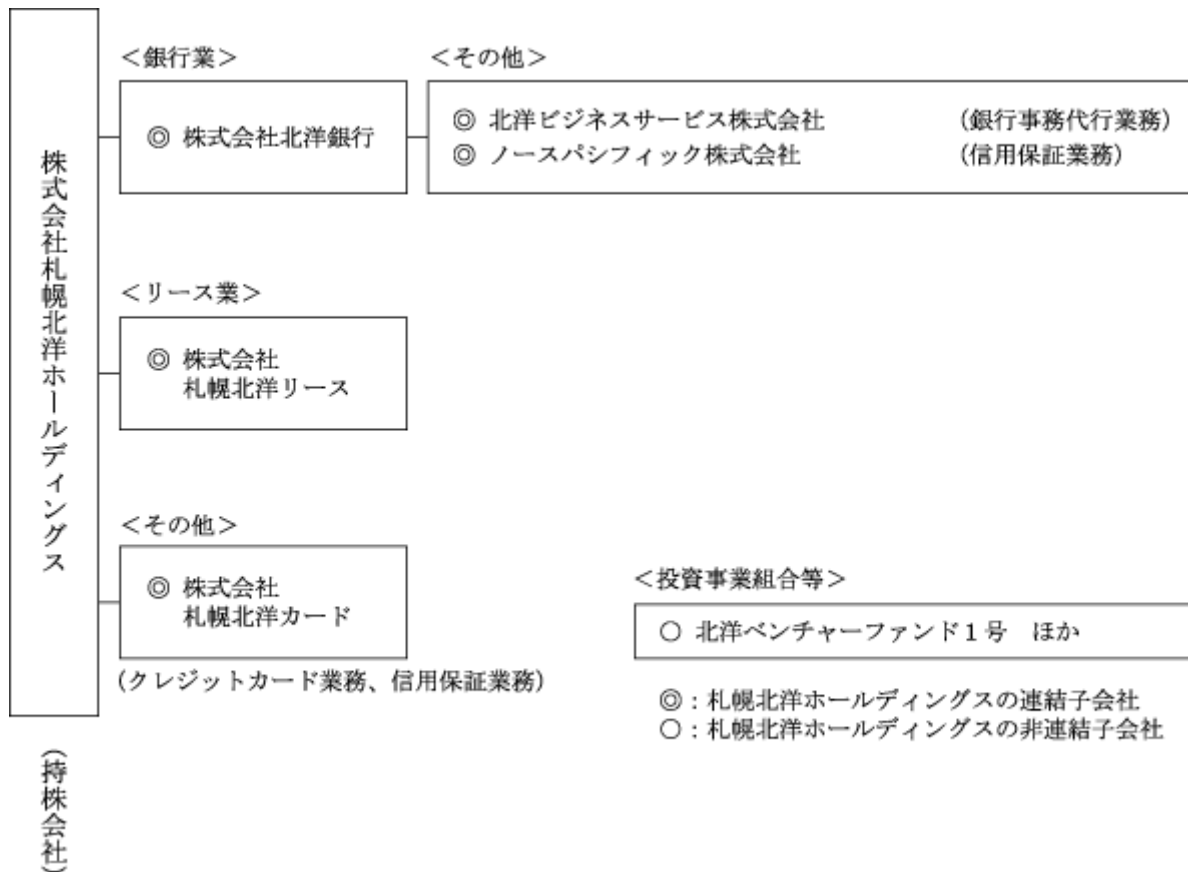 株式会社札幌北洋ホールディングス
(持株会社)
＜銀行業＞
◎ 株式会社北洋銀行
＜その他＞
◎ 北洋ビジネスサービス株式会社 (銀行事務代行業務)
◎ ノースパシフィック株式会社 (信用保証業務)
＜リース業＞
◎ 株式会社
札幌北洋リース
＜その他＞
◎ 株式会社
札幌北洋カード
(クレジットカード業務、信用保証業務)
＜投資事業組合等＞
○ 北洋ベンチャーファンド１号 ほか
◎：札幌北洋ホールディングスの連結子会社
○：札幌北洋ホールディングスの非連結子会社